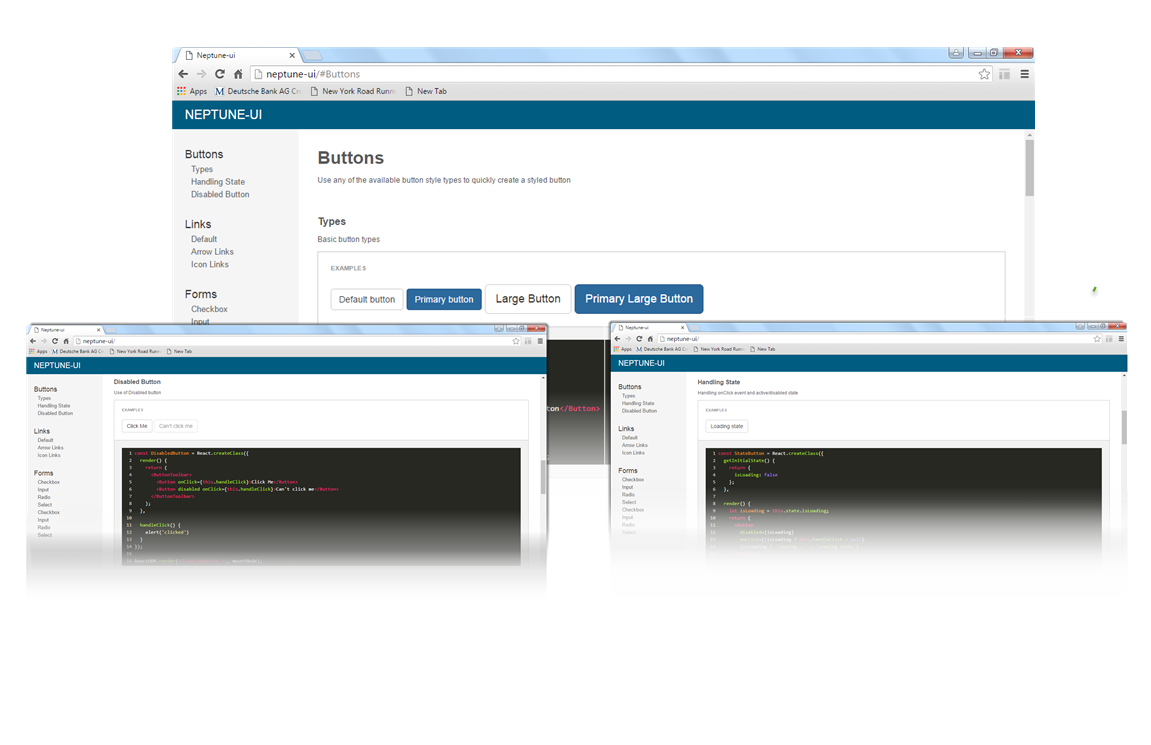 Neptune-ui
neptune-ui/#Buttons
Apps Deutsche Bank AG Co New York Road Runn New Tab
NEPTUNE-UI
Buttons
Types
Handling State
Disabled Button
Links
Default
Arrow Links
Icon Links
Forms
Checkbox
Input
Buttons
Use any of the available button style types to quickly create a styled button
Types
Basic button types
EXAMPLES
Default button Primary button Large Button Primary Large Button
ton</Button>
Neptune-ui
neptune-ui/
Apps Deutsche Bank AG Co New York Road Runn New Tab
NEPTUNE-UI
Buttons
Types
Handling State
Disabled Button
Links
Default
Arrow Links
Icon Links
Forms
Checkbox
Input
Radio
Select
Checkbox
Input
Radio
Select
Disabled Button
Use of Disabled button
EXAMPLES
Click Me Can't click me
1 const DisabledButton = React.createClass({
2 render() {
3 return (
4 <ButtonToolbar>
5 <Button onClick={this.handleClick}>Click Me</Button>
6 <Button disabled onClick={this.handleClick}>Can't click me</Button>
7 </ButtonToolbar>
8 );
9 },
10
11 handleClick() {
12 alert('clicked')
13 }
14 });
15
Neptune-ui
neptune-ui/
Apps Deutsche Bank AG Co New York Road Runn New Tab
NEPTUNE-UI
Buttons
Types
Handling State
Disabled Button
Links
Default
Arrow Links
Icon Links
Forms
Checkbox
Input
Radio
Select
Checkbox
Input
Radio
Select
Handling State
Handling onClick event and active/disabled state
EXAMPLES
Loading state
1 const StateButton = React.createClass({
2 getInitialState() {
3 return {
4 isLoading: false
5 };
6 },
7
8 render() {
9 let isLoading = this.state.isLoading;
10 return (
11 <Button
12 disabled={isLoading}